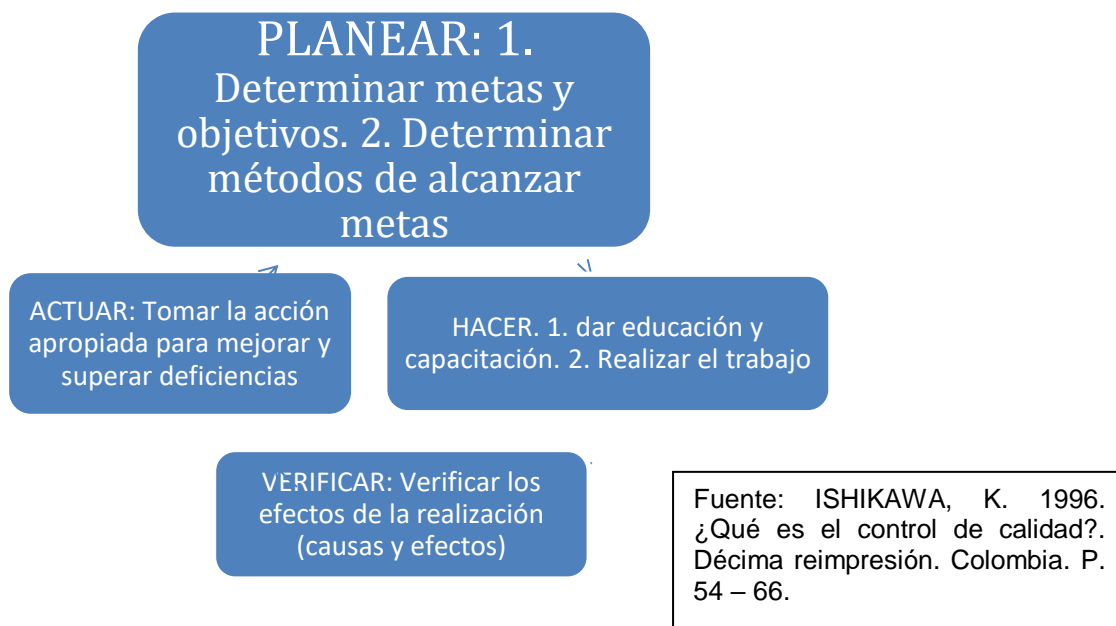 PLANEAR: 1.
Determinar metas y
objetivos. 2. Determinar
métodos de alcanzar
metas
ACTUAR: Tomar la acción
apropiada para mejorar y
superar deficiencias
HACER. 1. dar educación y
capacitación. 2. Realizar el trabajo
VERIFICAR: Verificar los
efectos de la realización
(causas y efectos)
Fuente: ISHIKAWA, K. 1996.
¿Qué es el control de calidad?.
Décima reimpresión. Colombia. P.
54 – 66.